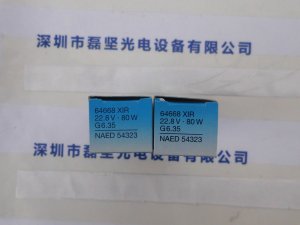 深圳市磊坚光电设备有限公司
64668 XIR
22.8 V · 80 W
G6.35
NAED 54323
64668 XIR
22.8 V · 80 W
G6.35
NAED 54323
深圳市磊坚光电设备有限公司